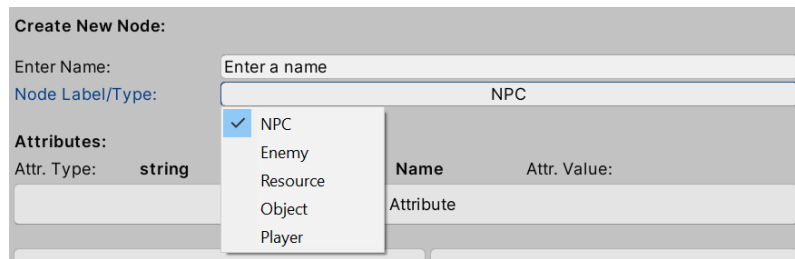 Create New Node:
Enter Name: Enter a name
Node Label/Type: NPC
NPC
Enemy
Resource
Object
Player
Attributes:
Attr. Type: string Name Attr. Value:
Attribute